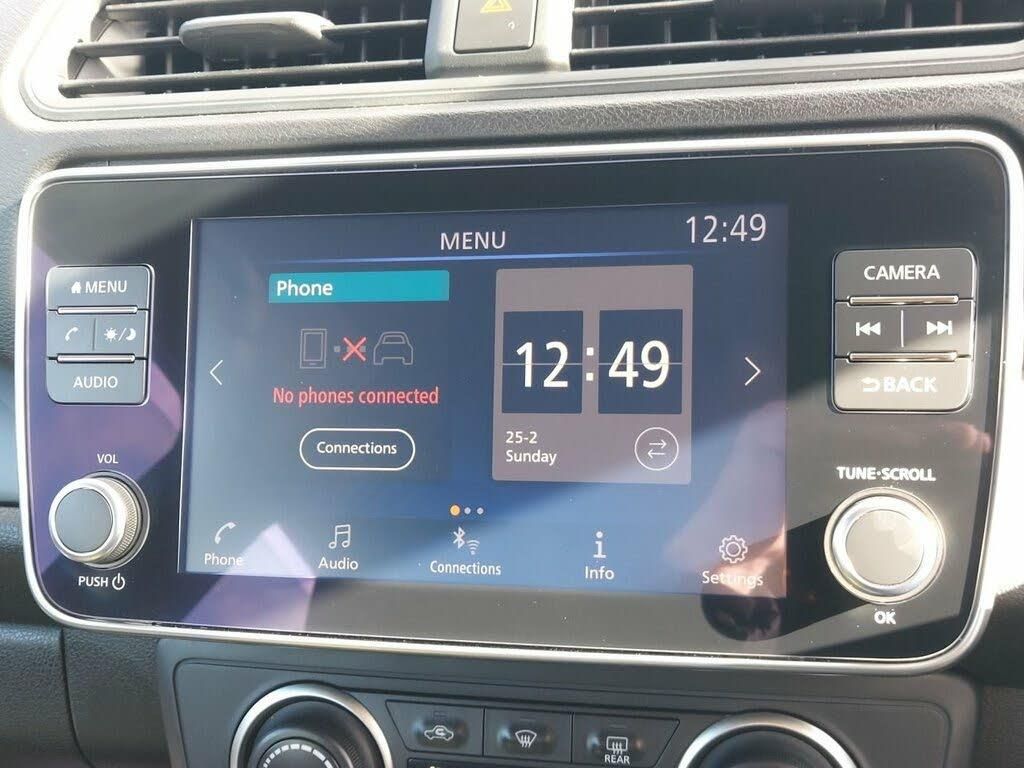 MENU
12:49
MENU
Phone
CAMERA
12:49
AUDIO
No phones connected
BACK
Connections
25-2
Sunday
VOL
TUNE·SCROLL
Phone
Audio
Connections
Info
Settings
PUSH
OK
REAR